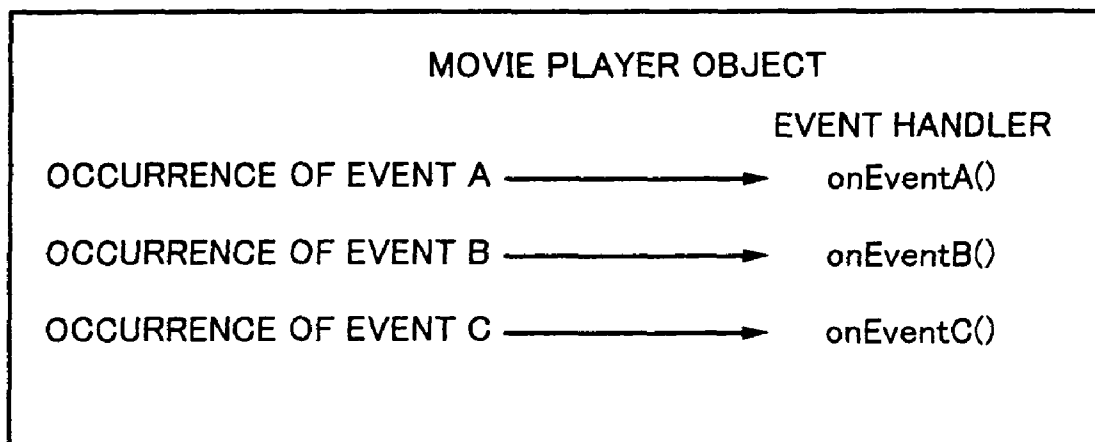 MOVIE PLAYER OBJECT
EVENT HANDLER
OCCURRENCE OF EVENT A onEventA()
OCCURRENCE OF EVENT B onEventB()
OCCURRENCE OF EVENT C onEventC()